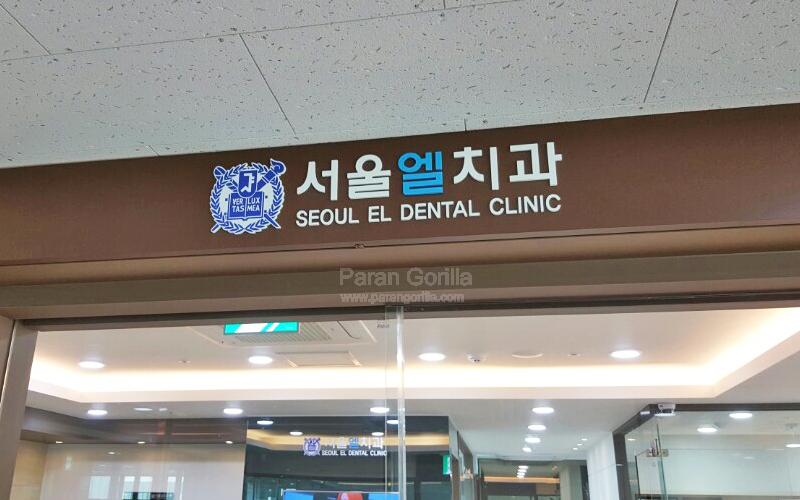 서울엘치과
SEOUL EL DENTAL CLINIC
VERI LUX
TAS MEA
Paran Gorilla
www.parangorilla.com
서울엘치과
SEOUL EL DENTAL CLINIC